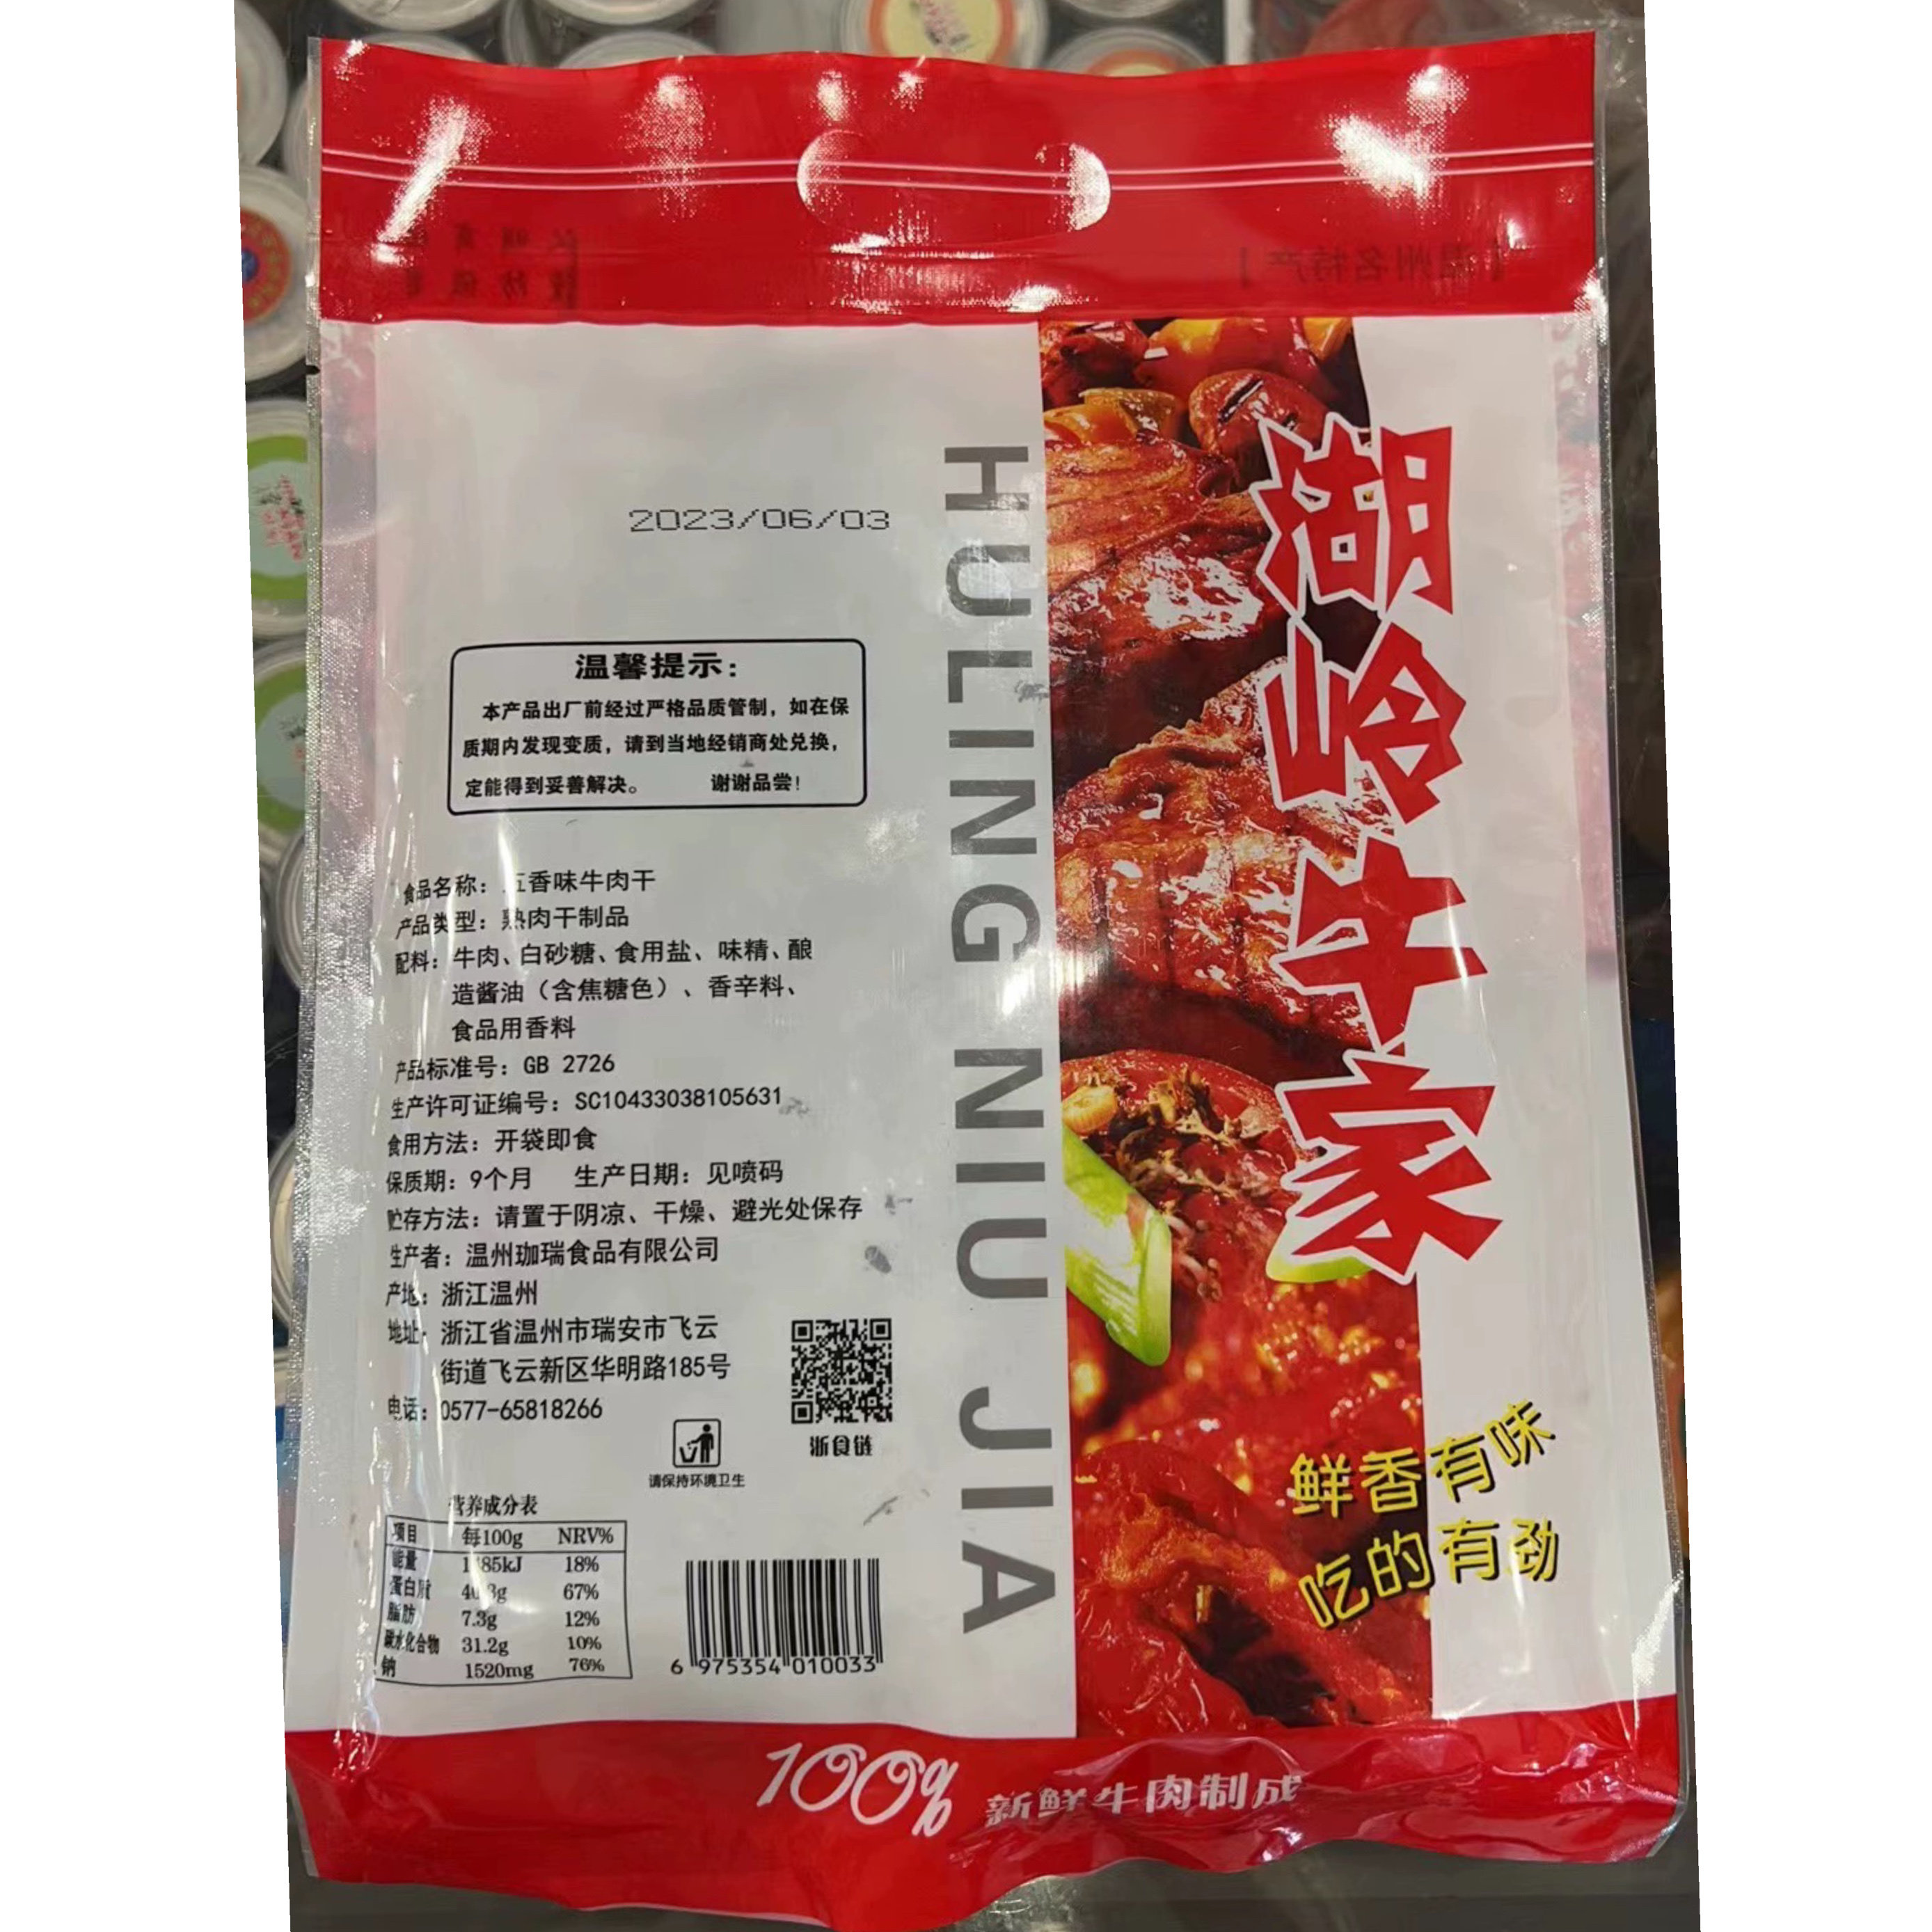 2023/06/03
温馨提示：
本产品出厂前经过严格品质管制，如在保
质期内发现变质，请到当地经销商处兑换，
定能得到妥善解决。 谢谢品尝！
食品名称：五香味牛肉干
产品类型：熟肉干制品
配料：牛肉、白砂糖、食用盐、味精、酿
造酱油（含焦糖色）、香辛料、
食品用香料
产品标准号：GB 2726
生产许可证编号：SC10433038105631
食用方法：开袋即食
保质期：9个月 生产日期：见喷码
贮存方法：请置于阴凉、干燥、避光处保存
生产者：温州珈瑞食品有限公司
产地：浙江温州
地址：浙江省温州市瑞安市飞云
街道飞云新区华明路185号
电话：0577-65818266
浙食链
请保持环境卫生
营养成分表
项目 每100g NRV%
能量 18%
蛋白质 67%
脂肪 7.3g 12%
碳水化合物 31.2g 10%
钠 1520mg 76%
6 975354 010033
HULING NIU JIA
湖岭牛家
鲜香有味
吃的有劲
100% 新鲜牛肉制成
【温州名特产】